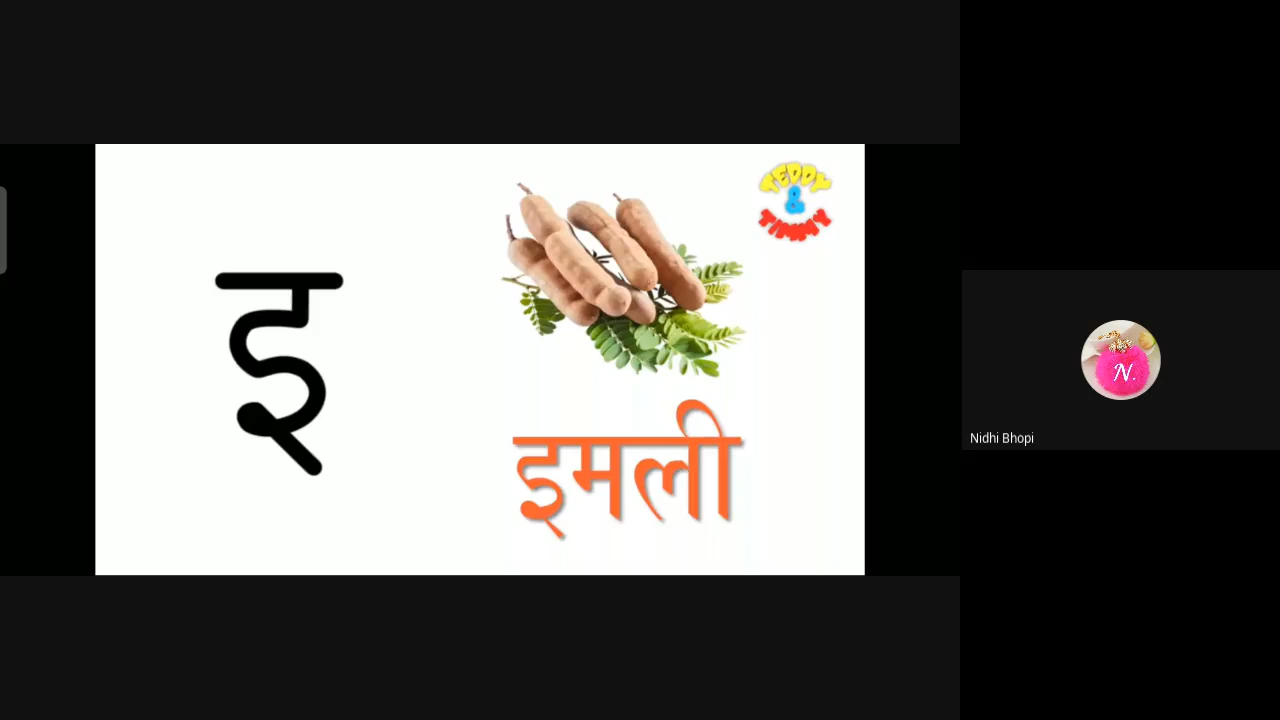 TEDDY
&
TIMMY
इ
इमली
N.
Nidhi Bhopi